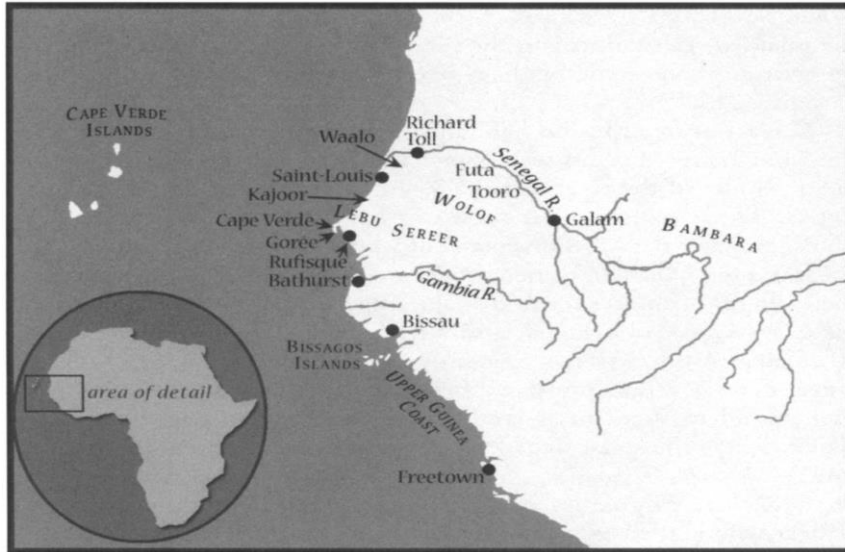 CAPE VERDE
ISLANDS
Richard
Toll
Waalo
Saint-Louis
Kajoor
Senegal R.
Futa
Tooro
WOLOF
LEBU SEREER
Galam
BAMBARA
Cape Verde
Gorée
Rufisque
Bathurst
Gambia R.
Bissau
BISSAGOS
ISLANDS
UPPER GUINEA
COAST
Freetown
area of detail